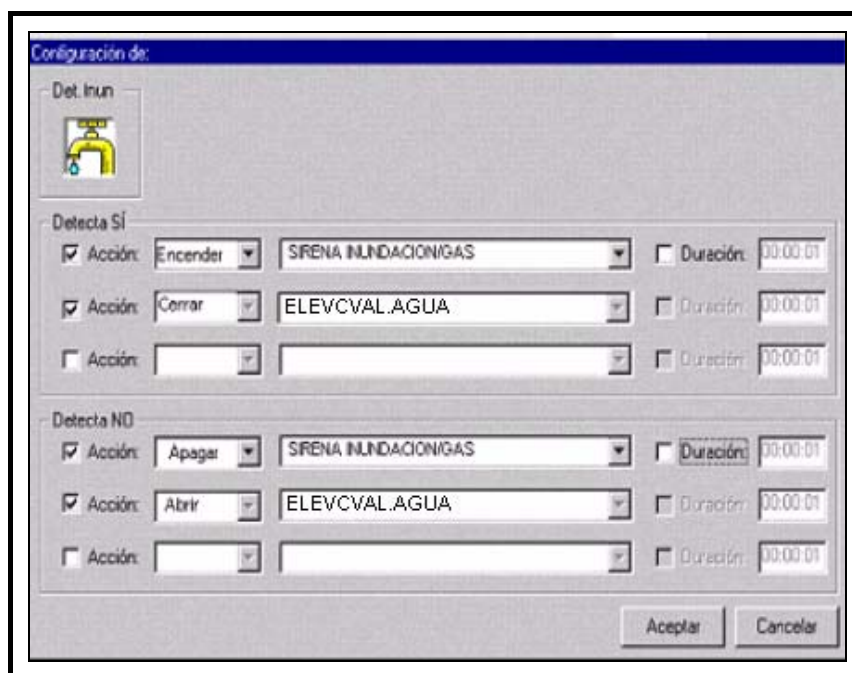 Configuración de:
Det. Inun
Detecta SÍ
Acción: Encender SIRENA INUNDACION/GAS Duración: 00:00:01
Acción: Cerrar ELEVCVAL.AGUA Duración: 00:00:01
Acción: Duración: 00:00:01
Detecta NO
Acción: Apagar SIRENA INUNDACION/GAS Duración: 00:00:01
Acción: Abrir ELEVCVAL.AGUA Duración: 00:00:01
Acción: Duración: 00:00:01
Aceptar Cancelar